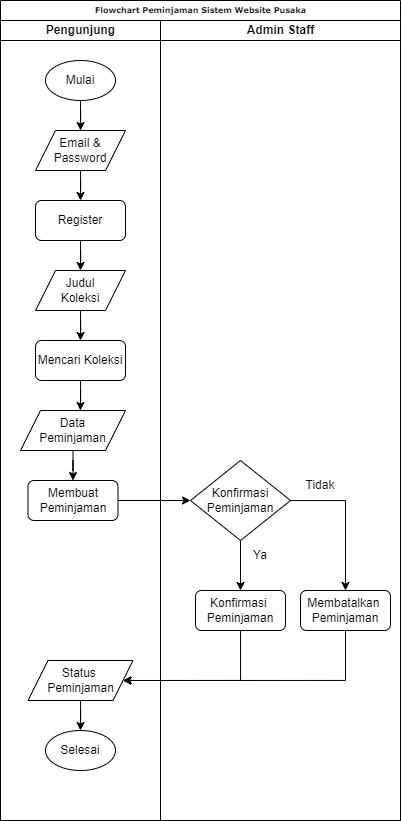 Flowchart Peminjaman Sistem Website Pusaka
Pengunjung
Admin Staff
Mulai
Email &
Password
Register
Judul
Koleksi
Mencari Koleksi
Data
Peminjaman
Membuat
Peminjaman
Konfirmasi
Peminjaman
Tidak
Ya
Konfirmasi
Peminjaman
Membatalkan
Peminjaman
Status
Peminjaman
Selesai